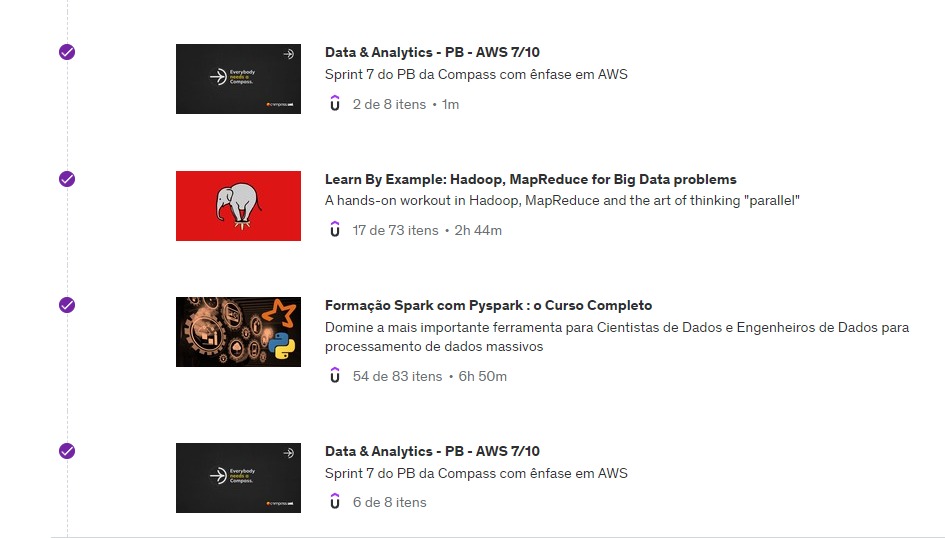 Data & Analytics - PB - AWS 7/10
Everybody
needs a
Compass.
Sprint 7 do PB da Compass com ênfase em AWS
compass.uol
2 de 8 itens • 1m
Learn By Example: Hadoop, MapReduce for Big Data problems
A hands-on workout in Hadoop, MapReduce and the art of thinking "parallel"
17 de 73 itens • 2h 44m
Formação Spark com Pyspark : o Curso Completo
Domine a mais importante ferramenta para Cientistas de Dados e Engenheiros de Dados para
processamento de dados massivos
54 de 83 itens • 6h 50m
Data & Analytics - PB - AWS 7/10
Everybody
needs a
Compass.
Sprint 7 do PB da Compass com ênfase em AWS
compass.uol
6 de 8 itens